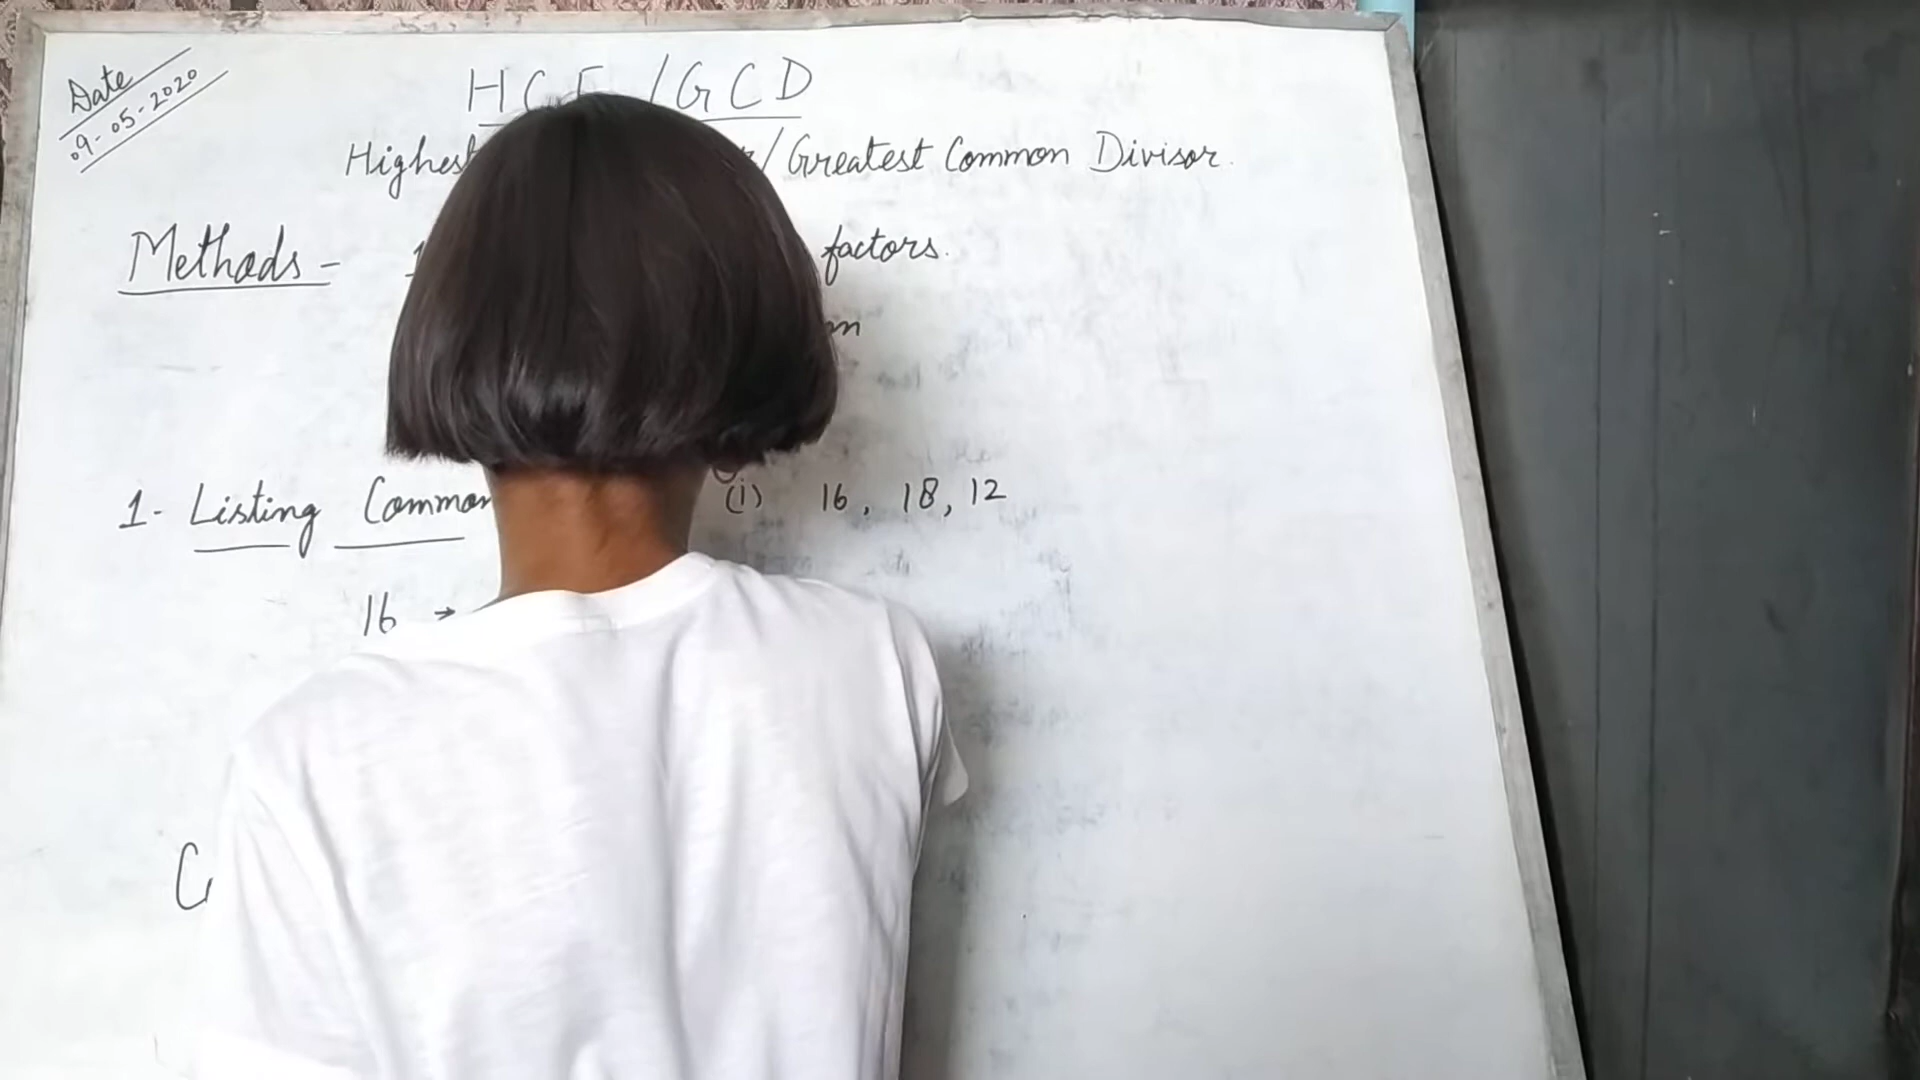 Date
09-05-2020
HCF/GCD
Highest / Greatest Common Divisor.
Methods - 1 factors.
1- Listing Common (i) 16, 18, 12
16 →
C